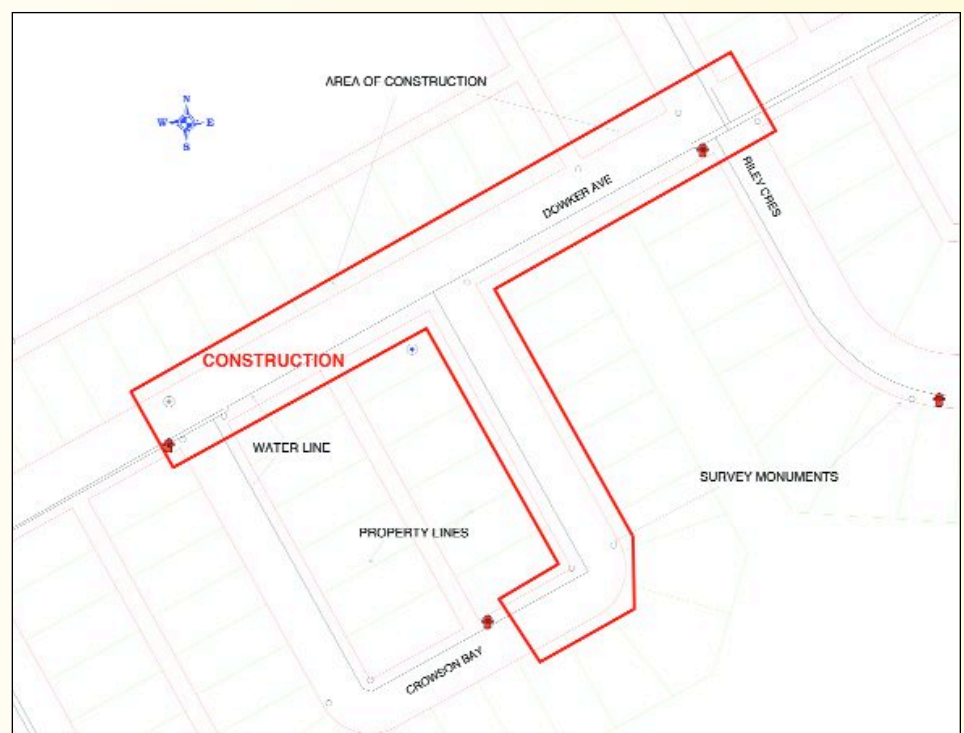 AREA OF CONSTRUCTION
N
W E
S
DOWKER AVE
RILEY CRES
CONSTRUCTION
WATER LINE
SURVEY MONUMENTS
PROPERTY LINES
CROWSON BAY